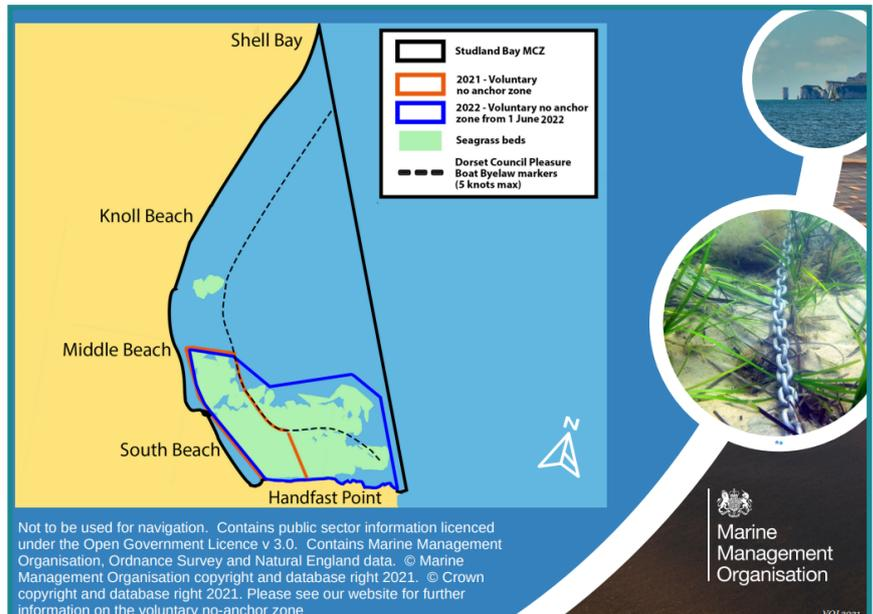 Shell Bay
Studland Bay MCZ
2021 - Voluntary
no anchor zone
2022 - Voluntary no anchor
zone from 1 June 2022
Seagrass beds
Dorset Council Pleasure
Boat Byelaw markers
(5 knots max)
Knoll Beach
Middle Beach
South Beach
Handfast Point
N
Not to be used for navigation.  Contains public sector information licenced
under the Open Government Licence v 3.0.  Contains Marine Management
Organisation, Ordnance Survey and Natural England data.  © Marine
Management Organisation copyright and database right 2021.  © Crown
copyright and database right 2021. Please see our website for further
information on the voluntary no-anchor zone
Marine
Management
Organisation